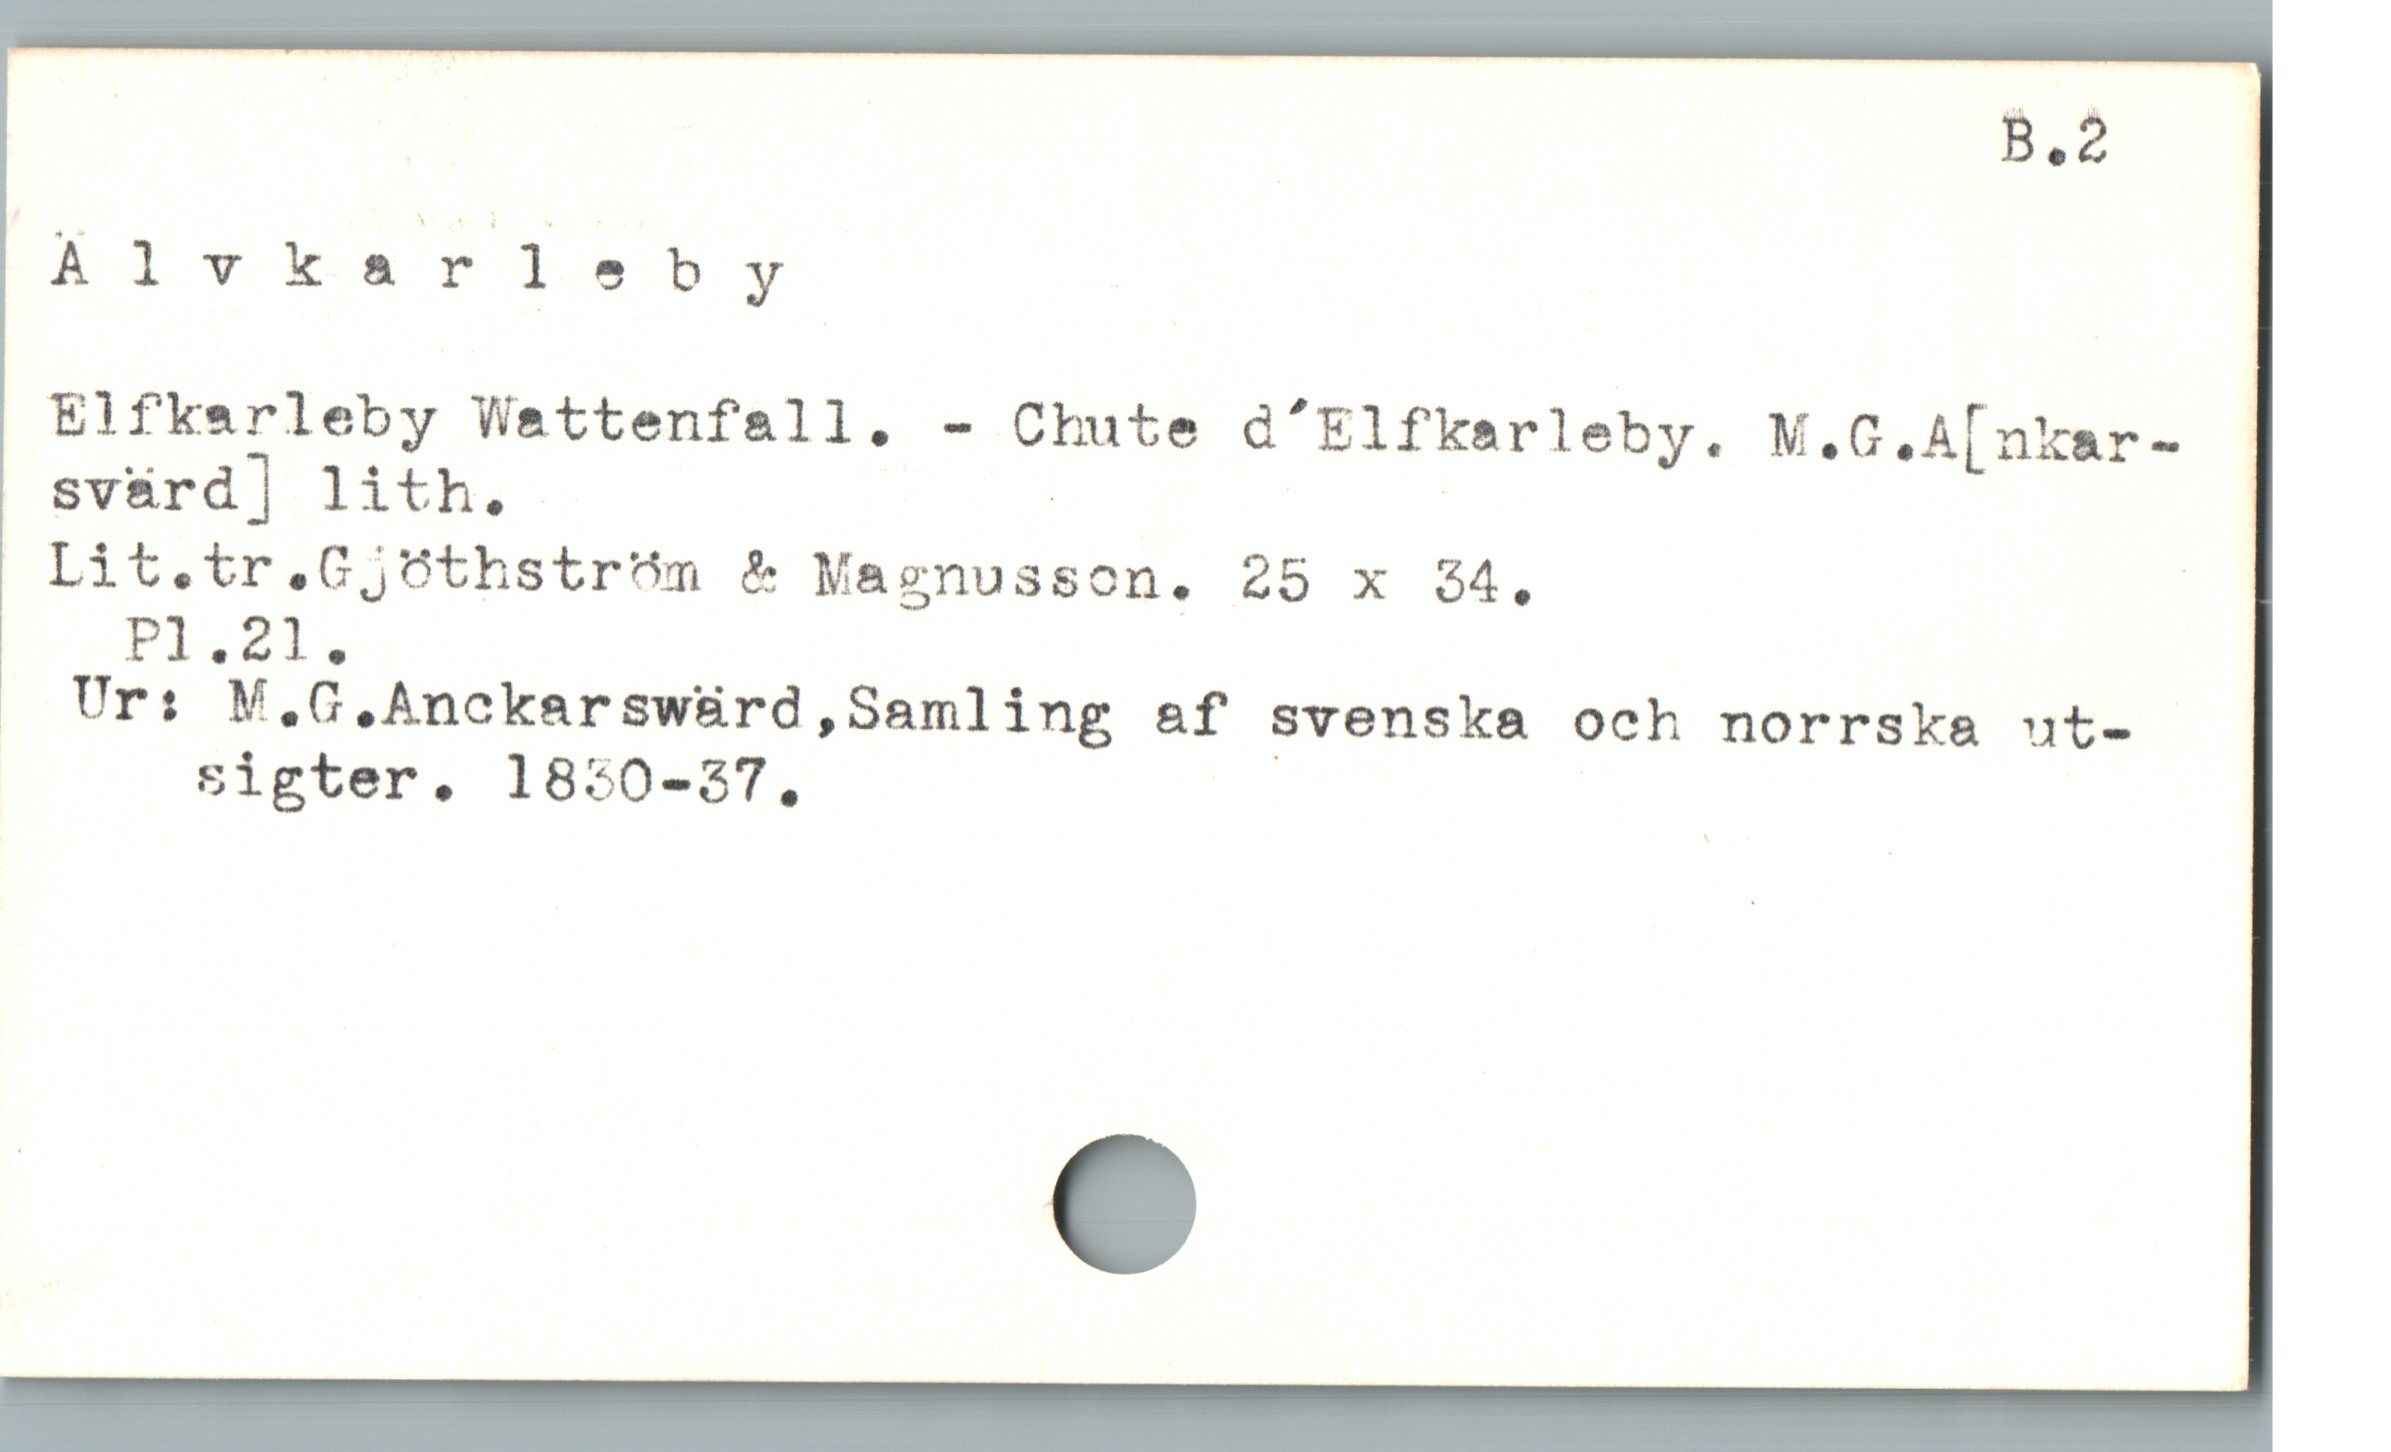 B.2
Ä l v k a r l e b y
Elfkarleby Wattenfall. - Chute d´Elfkarleby. M.G.A[nkar-
svärd] lith.
Lit.tr.Gjöthström & Magnusson. 25 x 34.
Pl.21.
Ur: M.G.Anckarswärd,Samling af svenska och norrska ut-
sigter. 1830-37.